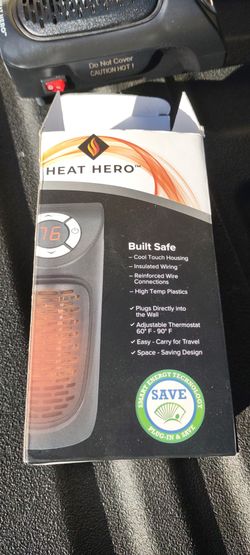 Do Not Cover
CAUTION HOT !
HEAT HERO™
76
Built Safe
– Cool Touch Housing
– Insulated Wiring
– Reinforced Wire
Connections
– High Temp Plastics
✓ Plugs Directly into
the Wall
✓ Adjustable Thermostat
60° F - 90° F
✓ Easy - Carry for Travel
✓ Space - Saving Design
SMART ENERGY TECHNOLOGY
SAVE
PLUG-IN & SAVE